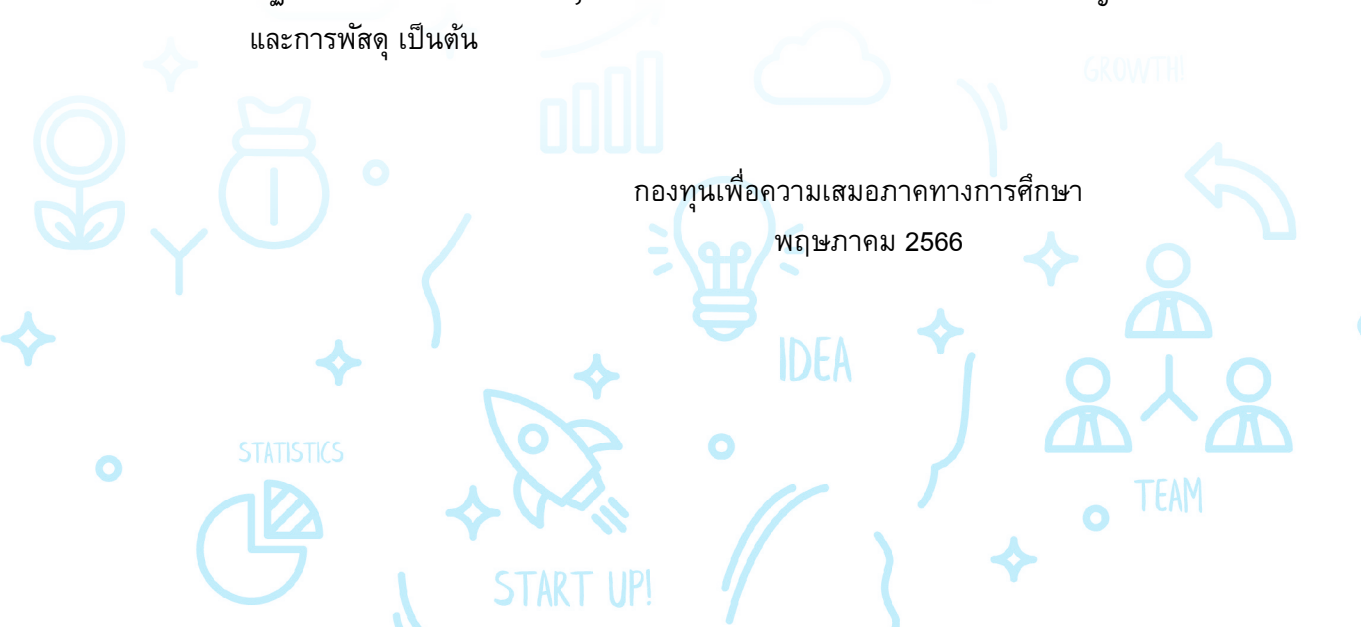 และการพัสดุ เป็นต้น
GROWTH!
กองทุนเพื่อความเสมอภาคทางการศึกษา
พฤษภาคม 2566
IDEA
STATISTICS
TEAM
START UP!